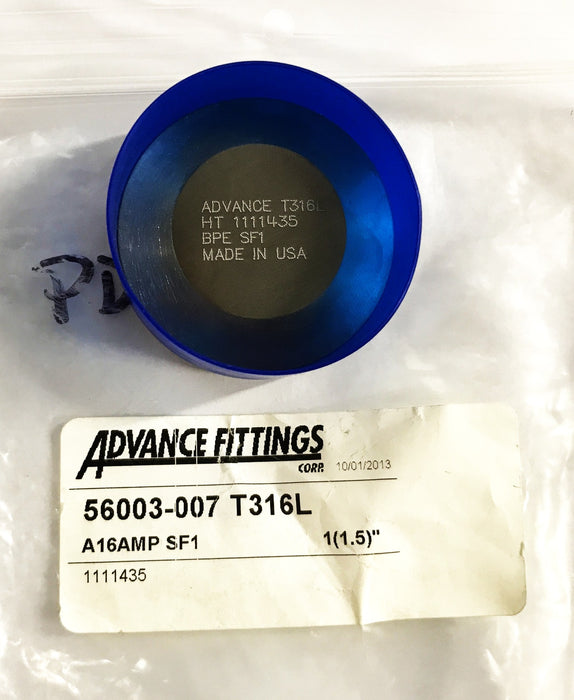 ADVANCE T316L
HT 1111435
BPE SF1
MADE IN USA
ADVANCE FITTINGS
CORP. 10/01/2013
56003-007 T316L
A16AMP SF1 1(1.5)"
1111435